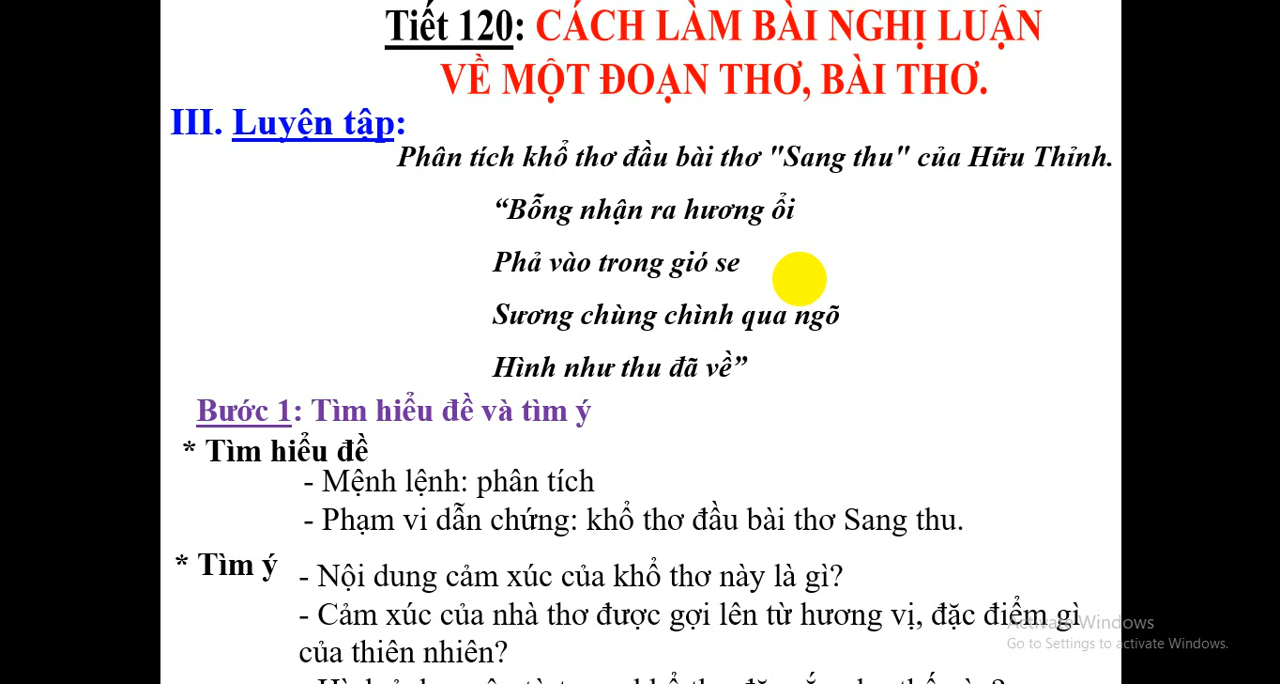 Tiết 120: CÁCH LÀM BÀI NGHỊ LUẬN
VỀ MỘT ĐOẠN THƠ, BÀI THƠ.
III. Luyện tập:
Phân tích khổ thơ đầu bài thơ "Sang thu" của Hữu Thỉnh.
“Bỗng nhận ra hương ổi
Phả vào trong gió se
Sương chùng chình qua ngõ
Hình như thu đã về”
Bước 1: Tìm hiểu đề và tìm ý
* Tìm hiểu đề
- Mệnh lệnh: phân tích
- Phạm vi dẫn chứng: khổ thơ đầu bài thơ Sang thu.
* Tìm ý
- Nội dung cảm xúc của khổ thơ này là gì?
- Cảm xúc của nhà thơ được gợi lên từ hương vị, đặc điểm gì
của thiên nhiên?
Activate Windows
Go to Settings to activate Windows.